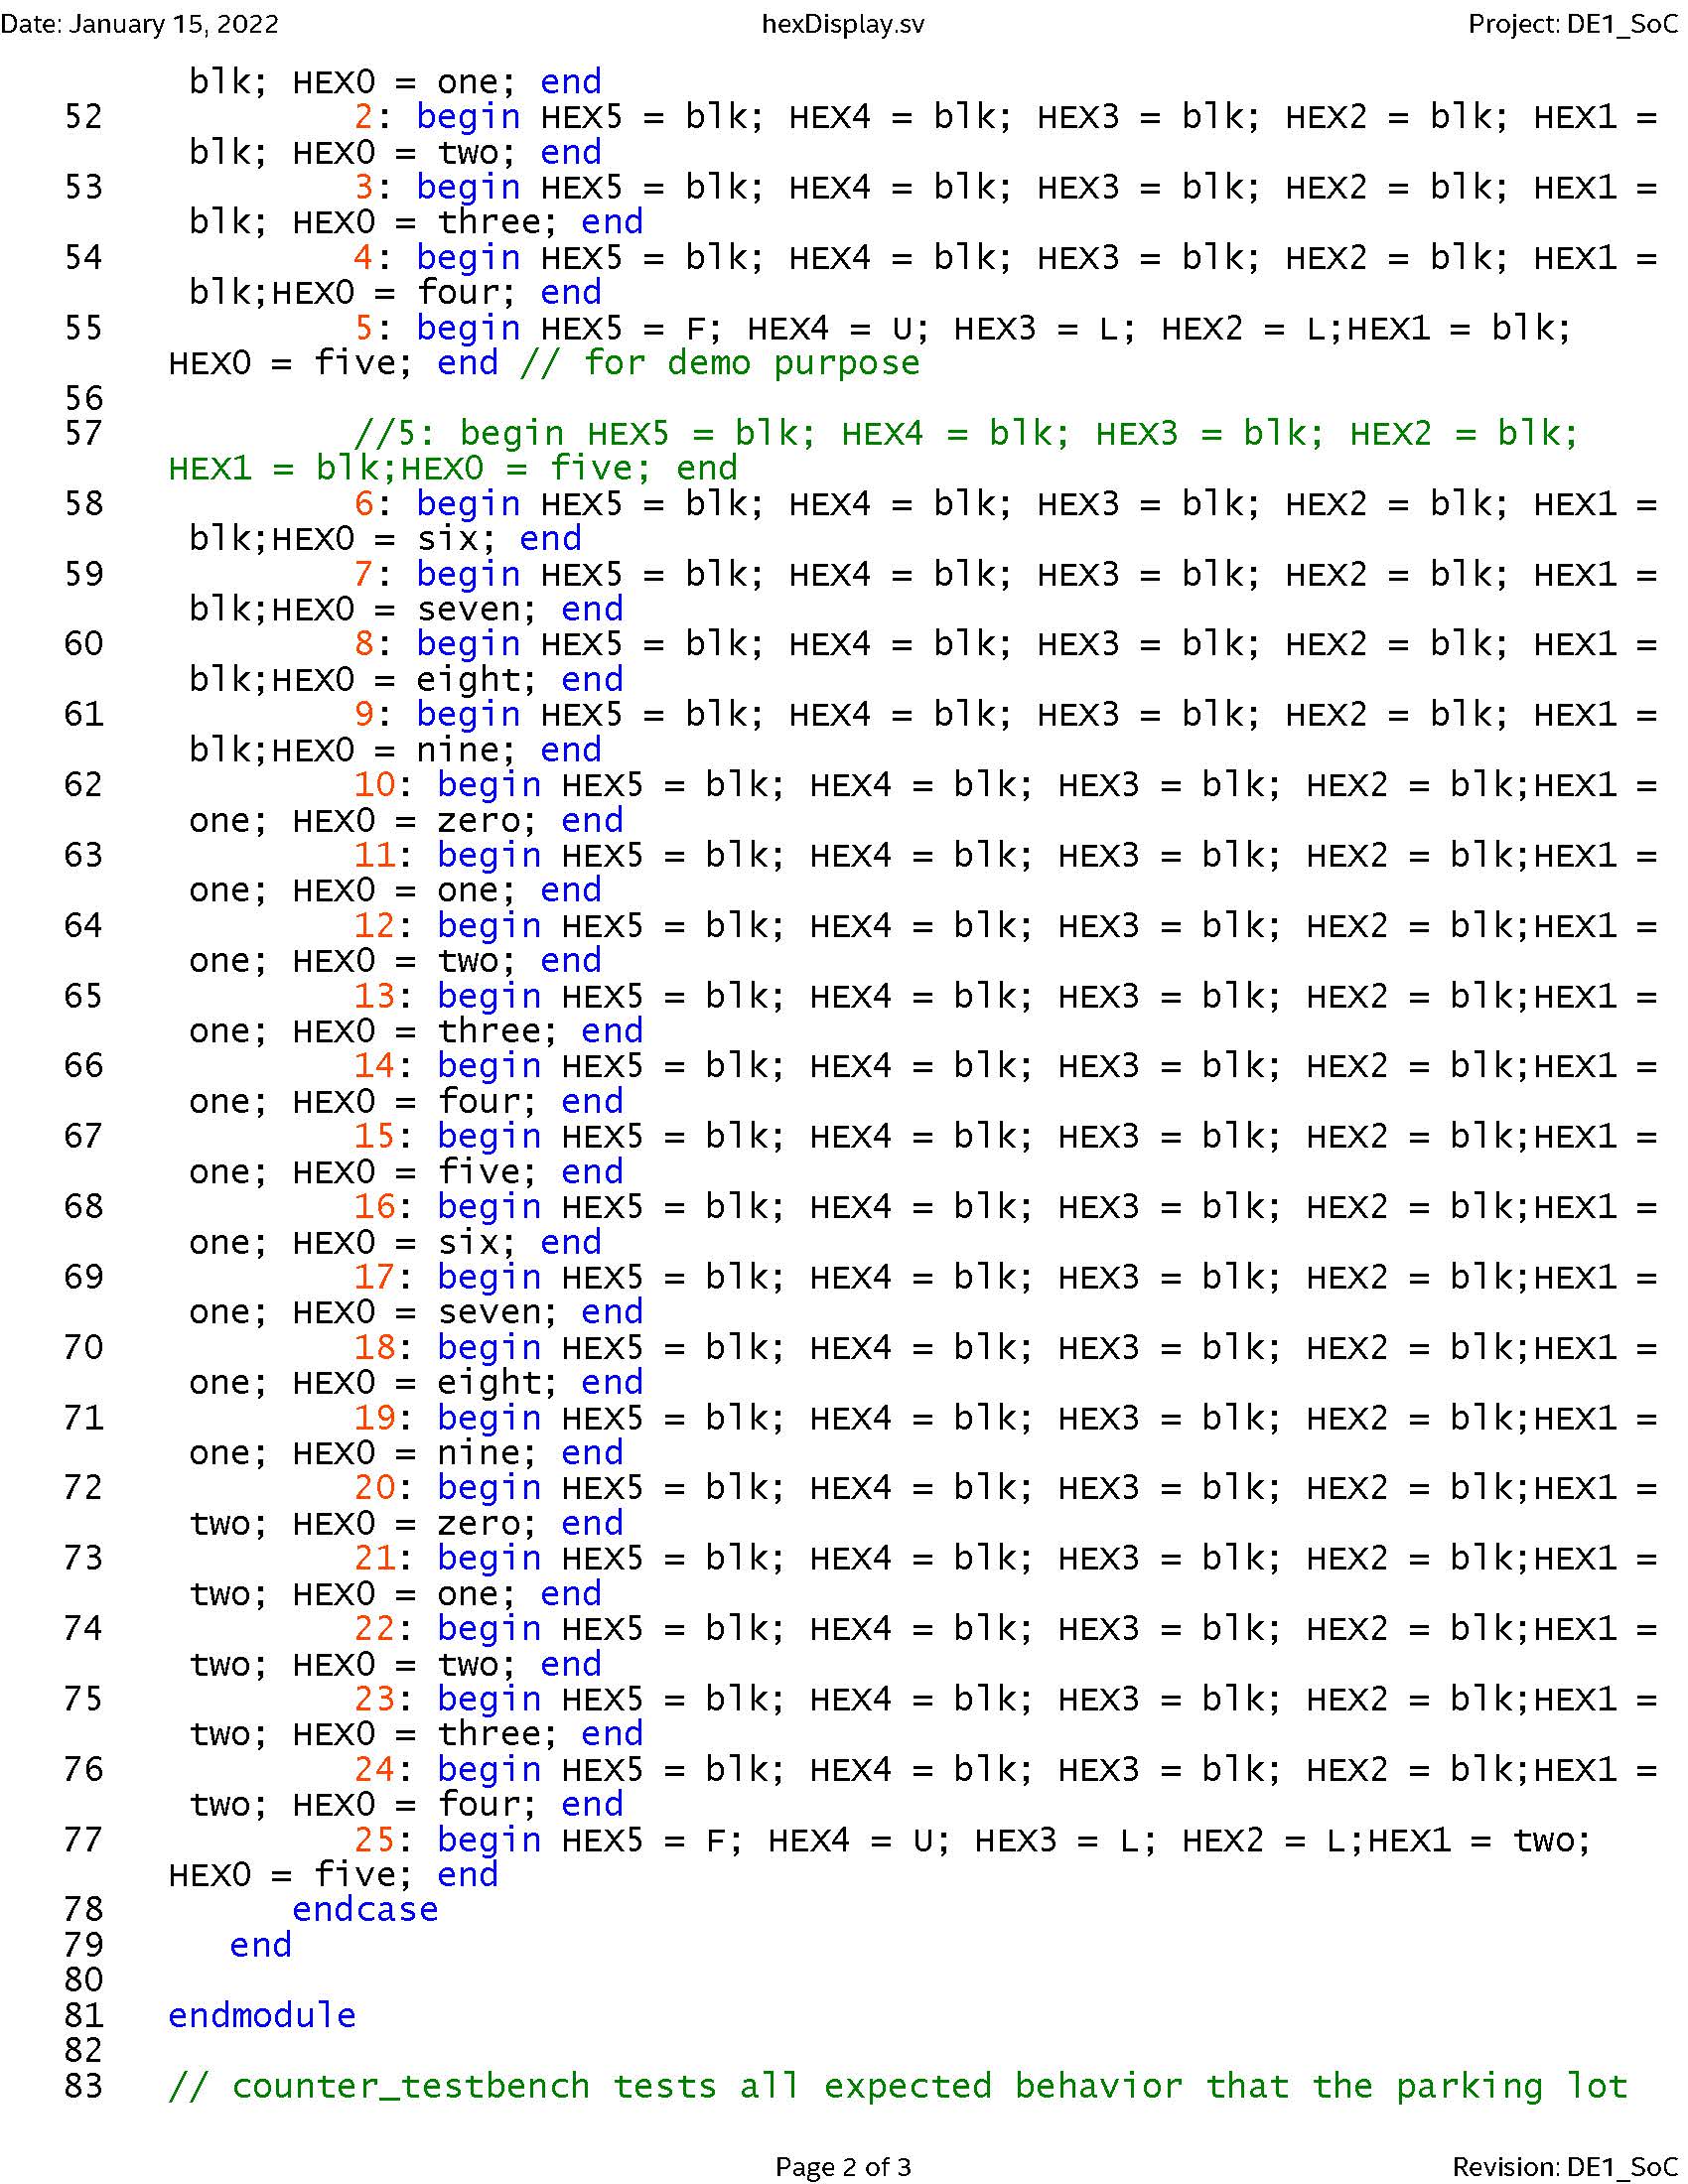 Date: January 15, 2022 hexDisplay.sv Project: DE1_SoC
blk; HEX0 = one; end
52 2: begin HEX5 = blk; HEX4 = blk; HEX3 = blk; HEX2 = blk; HEX1 =
blk; HEX0 = two; end
53 3: begin HEX5 = blk; HEX4 = blk; HEX3 = blk; HEX2 = blk; HEX1 =
blk; HEX0 = three; end
54 4: begin HEX5 = blk; HEX4 = blk; HEX3 = blk; HEX2 = blk; HEX1 =
blk;HEX0 = four; end
55 5: begin HEX5 = F; HEX4 = U; HEX3 = L; HEX2 = L;HEX1 = blk;
HEX0 = five; end // for demo purpose
56
57 //5: begin HEX5 = blk; HEX4 = blk; HEX3 = blk; HEX2 = blk;
HEX1 = blk;HEX0 = five; end
58 6: begin HEX5 = blk; HEX4 = blk; HEX3 = blk; HEX2 = blk; HEX1 =
blk;HEX0 = six; end
59 7: begin HEX5 = blk; HEX4 = blk; HEX3 = blk; HEX2 = blk; HEX1 =
blk;HEX0 = seven; end
60 8: begin HEX5 = blk; HEX4 = blk; HEX3 = blk; HEX2 = blk; HEX1 =
blk;HEX0 = eight; end
61 9: begin HEX5 = blk; HEX4 = blk; HEX3 = blk; HEX2 = blk; HEX1 =
blk;HEX0 = nine; end
62 10: begin HEX5 = blk; HEX4 = blk; HEX3 = blk; HEX2 = blk;HEX1 =
one; HEX0 = zero; end
63 11: begin HEX5 = blk; HEX4 = blk; HEX3 = blk; HEX2 = blk;HEX1 =
one; HEX0 = one; end
64 12: begin HEX5 = blk; HEX4 = blk; HEX3 = blk; HEX2 = blk;HEX1 =
one; HEX0 = two; end
65 13: begin HEX5 = blk; HEX4 = blk; HEX3 = blk; HEX2 = blk;HEX1 =
one; HEX0 = three; end
66 14: begin HEX5 = blk; HEX4 = blk; HEX3 = blk; HEX2 = blk;HEX1 =
one; HEX0 = four; end
67 15: begin HEX5 = blk; HEX4 = blk; HEX3 = blk; HEX2 = blk;HEX1 =
one; HEX0 = five; end
68 16: begin HEX5 = blk; HEX4 = blk; HEX3 = blk; HEX2 = blk;HEX1 =
one; HEX0 = six; end
69 17: begin HEX5 = blk; HEX4 = blk; HEX3 = blk; HEX2 = blk;HEX1 =
one; HEX0 = seven; end
70 18: begin HEX5 = blk; HEX4 = blk; HEX3 = blk; HEX2 = blk;HEX1 =
one; HEX0 = eight; end
71 19: begin HEX5 = blk; HEX4 = blk; HEX3 = blk; HEX2 = blk;HEX1 =
one; HEX0 = nine; end
72 20: begin HEX5 = blk; HEX4 = blk; HEX3 = blk; HEX2 = blk;HEX1 =
two; HEX0 = zero; end
73 21: begin HEX5 = blk; HEX4 = blk; HEX3 = blk; HEX2 = blk;HEX1 =
two; HEX0 = one; end
74 22: begin HEX5 = blk; HEX4 = blk; HEX3 = blk; HEX2 = blk;HEX1 =
two; HEX0 = two; end
75 23: begin HEX5 = blk; HEX4 = blk; HEX3 = blk; HEX2 = blk;HEX1 =
two; HEX0 = three; end
76 24: begin HEX5 = blk; HEX4 = blk; HEX3 = blk; HEX2 = blk;HEX1 =
two; HEX0 = four; end
77 25: begin HEX5 = F; HEX4 = U; HEX3 = L; HEX2 = L;HEX1 = two;
HEX0 = five; end
78 endcase
79 end
80
81 endmodule
82
83 // counter_testbench tests all expected behavior that the parking lot
Page 2 of 3 Revision: DE1_SoC